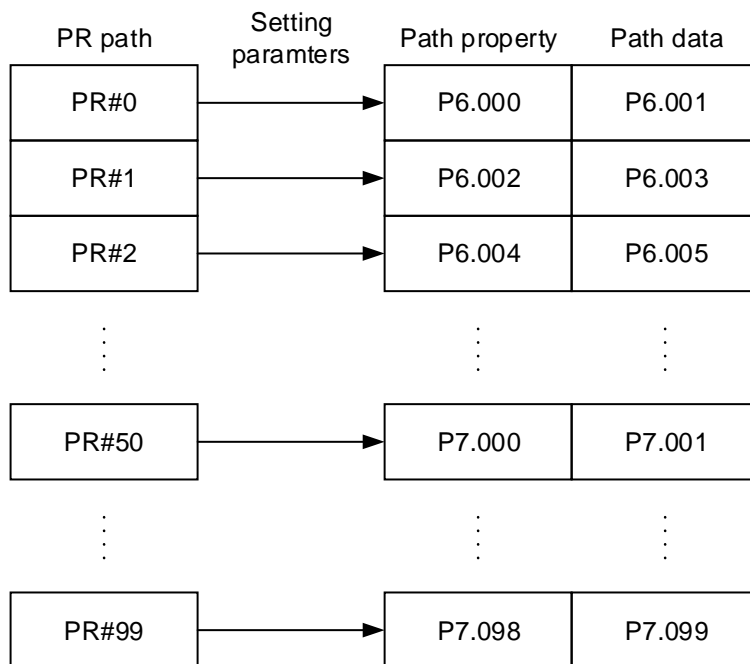 PR path
Setting
paramters
Path property
Path data
PR#0
P6.000
P6.001
PR#1
P6.002
P6.003
PR#2
P6.004
P6.005
PR#50
P7.000
P7.001
PR#99
P7.098
P7.099